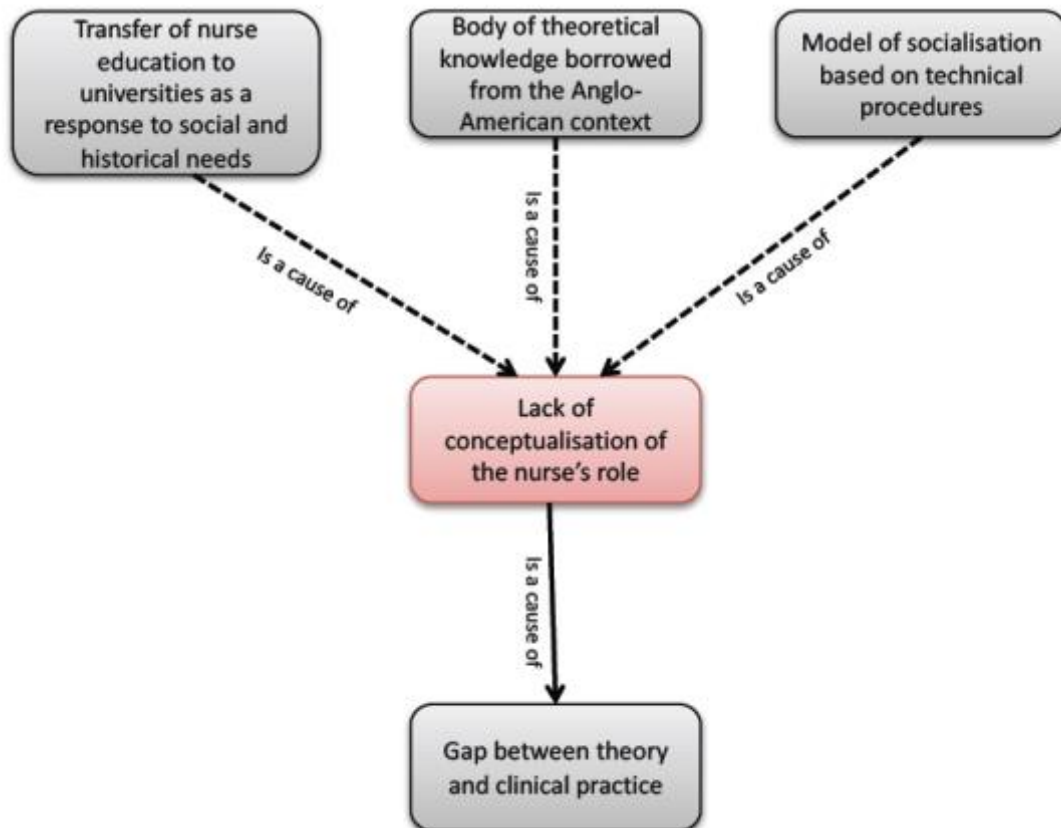 Transfer of nurse
education to
universities as a
response to social and
historical needs
Body of theoretical
knowledge borrowed
from the Anglo-
American context
Model of socialisation
based on technical
procedures
Is a cause of
Is a cause of
Is a cause of
Lack of
conceptualisation of
the nurse's role
Is a cause of
Gap between theory
and clinical practice